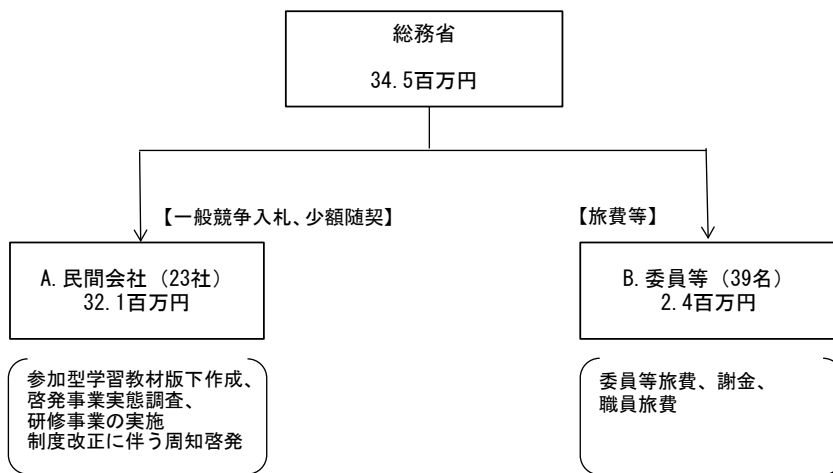 総務省
34.5百万円
【一般競争入札、少額随契】
【旅費等】
A.民間会社（23社）
32.1百万円
B.委員等（39名）
2.4百万円
参加型学習教材版下作成、
啓発事業実態調査、
研修事業の実施
制度改正に伴う周知啓発
委員等旅費、謝金、
職員旅費